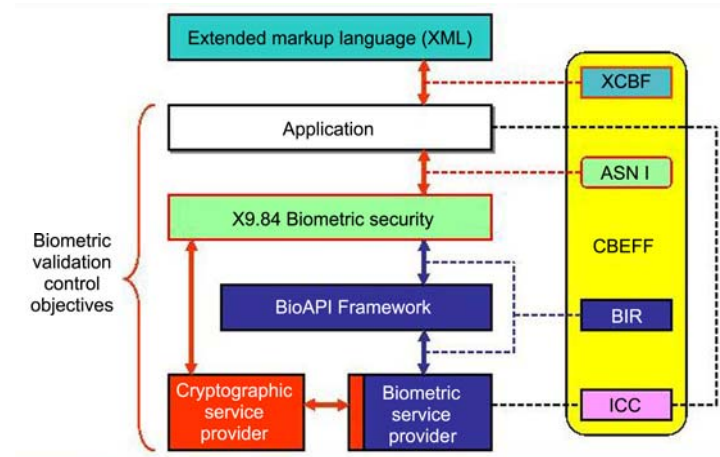 Extended markup language (XML)
XCBF
Application
ASN I
X9.84 Biometric security
Biometric
validation
control
objectives
CBEFF
BioAPI Framework
BIR
Cryptographic
service
provider
Biometric
service
provider
ICC